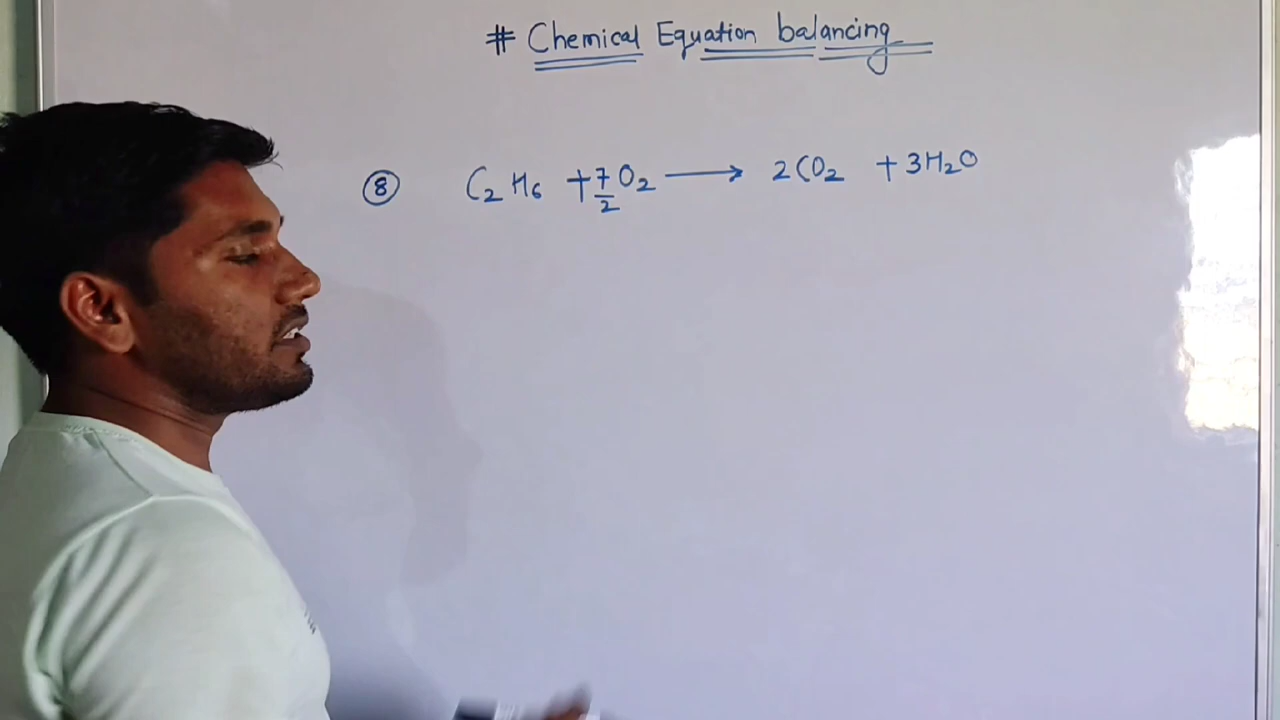 # Chemical Equation balancing
⑧ C₂H₆ + 7/2 O₂ ⟶ 2CO₂ + 3H₂O